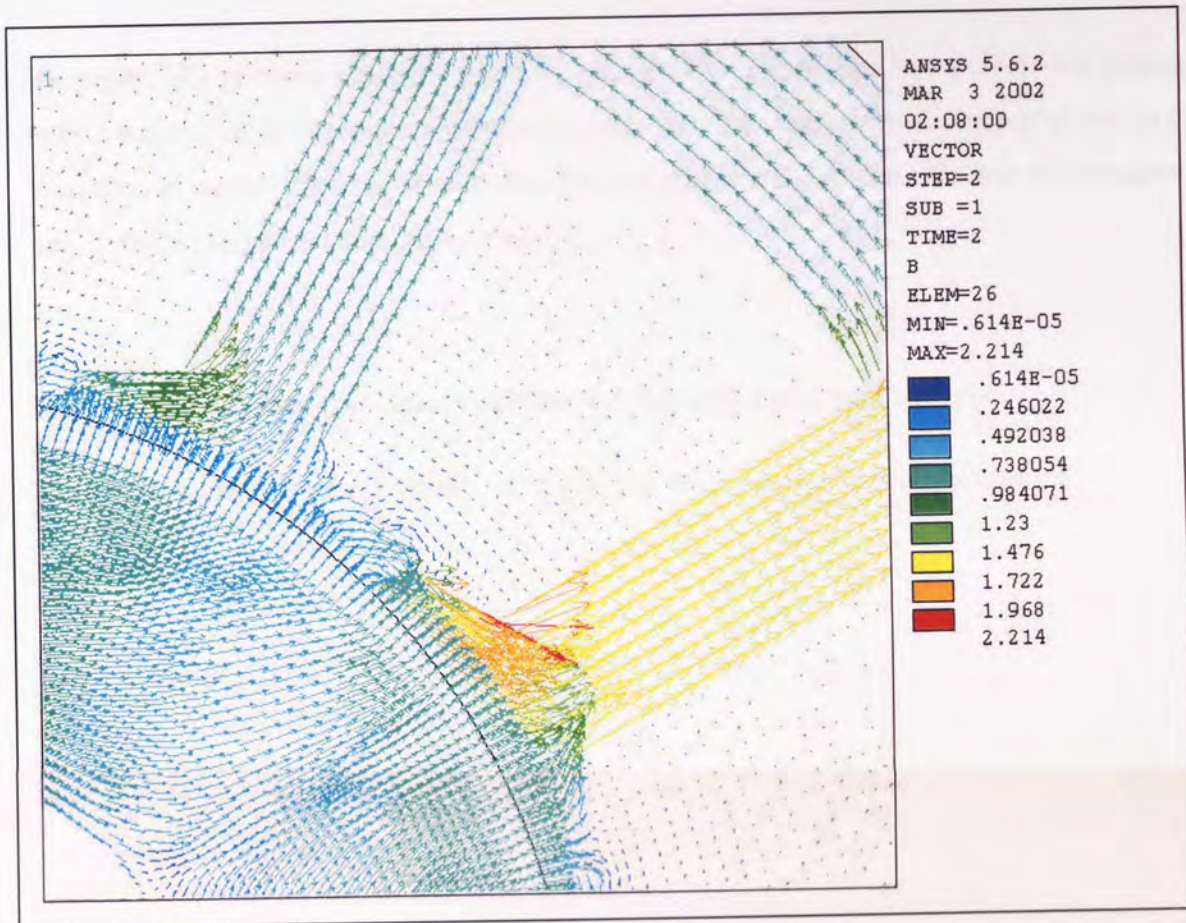 1
ANSYS 5.6.2
MAR 3 2002
02:08:00
VECTOR
STEP=2
SUB =1
TIME=2
B
ELEM=26
MIN=.614E-05
MAX=2.214
.614E-05
.246022
.492038
.738054
.984071
1.23
1.476
1.722
1.968
2.214